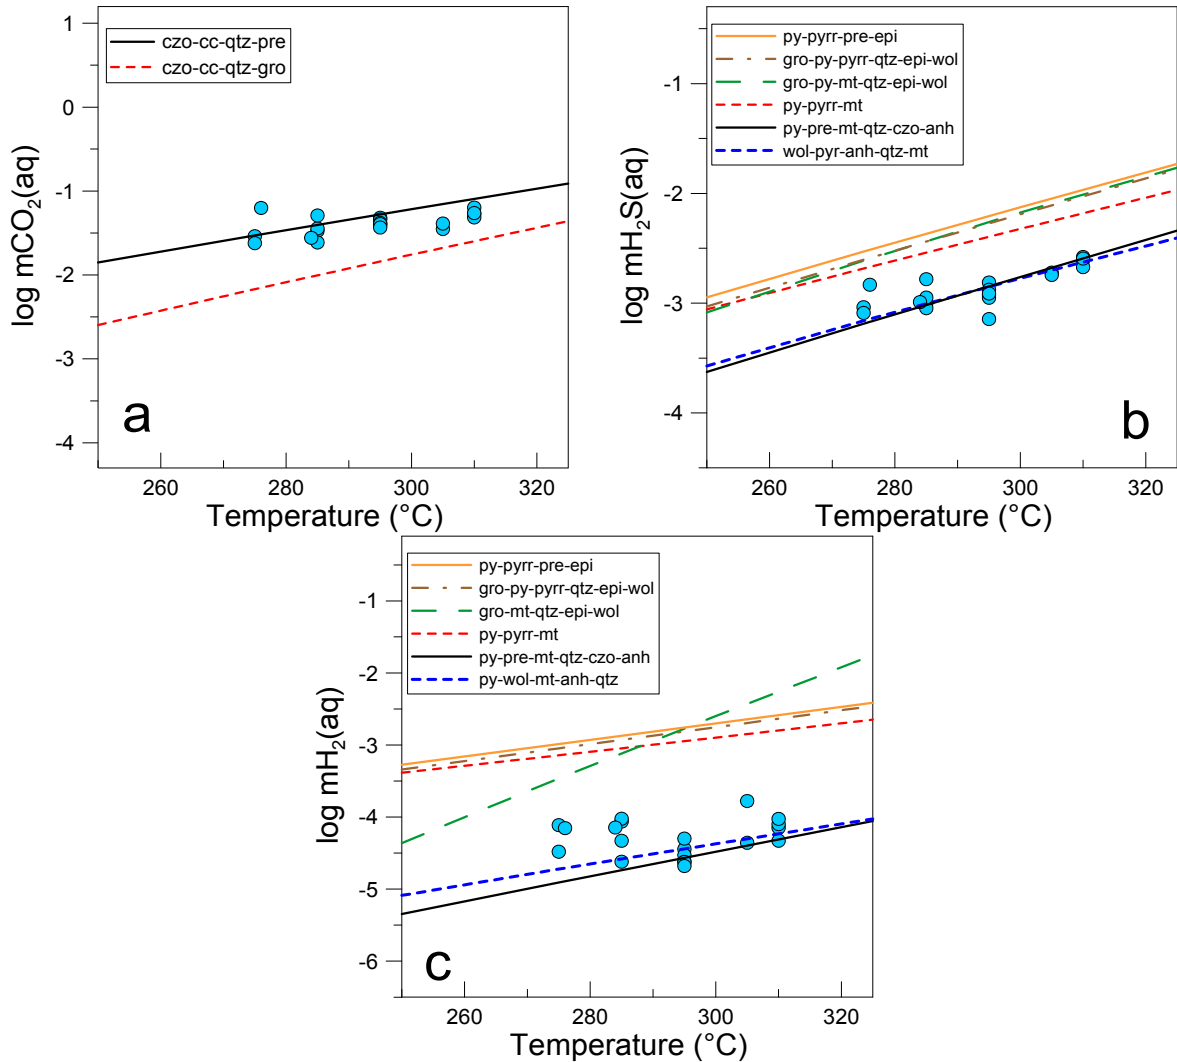 log mCO2(aq)
1
0
-1
-2
-3
-4
czo-cc-qtz-pre
czo-cc-qtz-gro
a
260
280
300
320
Temperature (°C)
log mH2S(aq)
-1
-2
-3
-4
py-pyrr-pre-epi
gro-py-pyrr-qtz-epi-wol
gro-py-mt-qtz-epi-wol
py-pyrr-mt
py-pre-mt-qtz-czo-anh
wol-pyr-anh-qtz-mt
b
260
280
300
320
Temperature (°C)
log mH2(aq)
-1
-2
-3
-4
-5
-6
py-pyrr-pre-epi
gro-py-pyrr-qtz-epi-wol
gro-mt-qtz-epi-wol
py-pyrr-mt
py-pre-mt-qtz-czo-anh
py-wol-mt-anh-qtz
c
260
280
300
320
Temperature (°C)